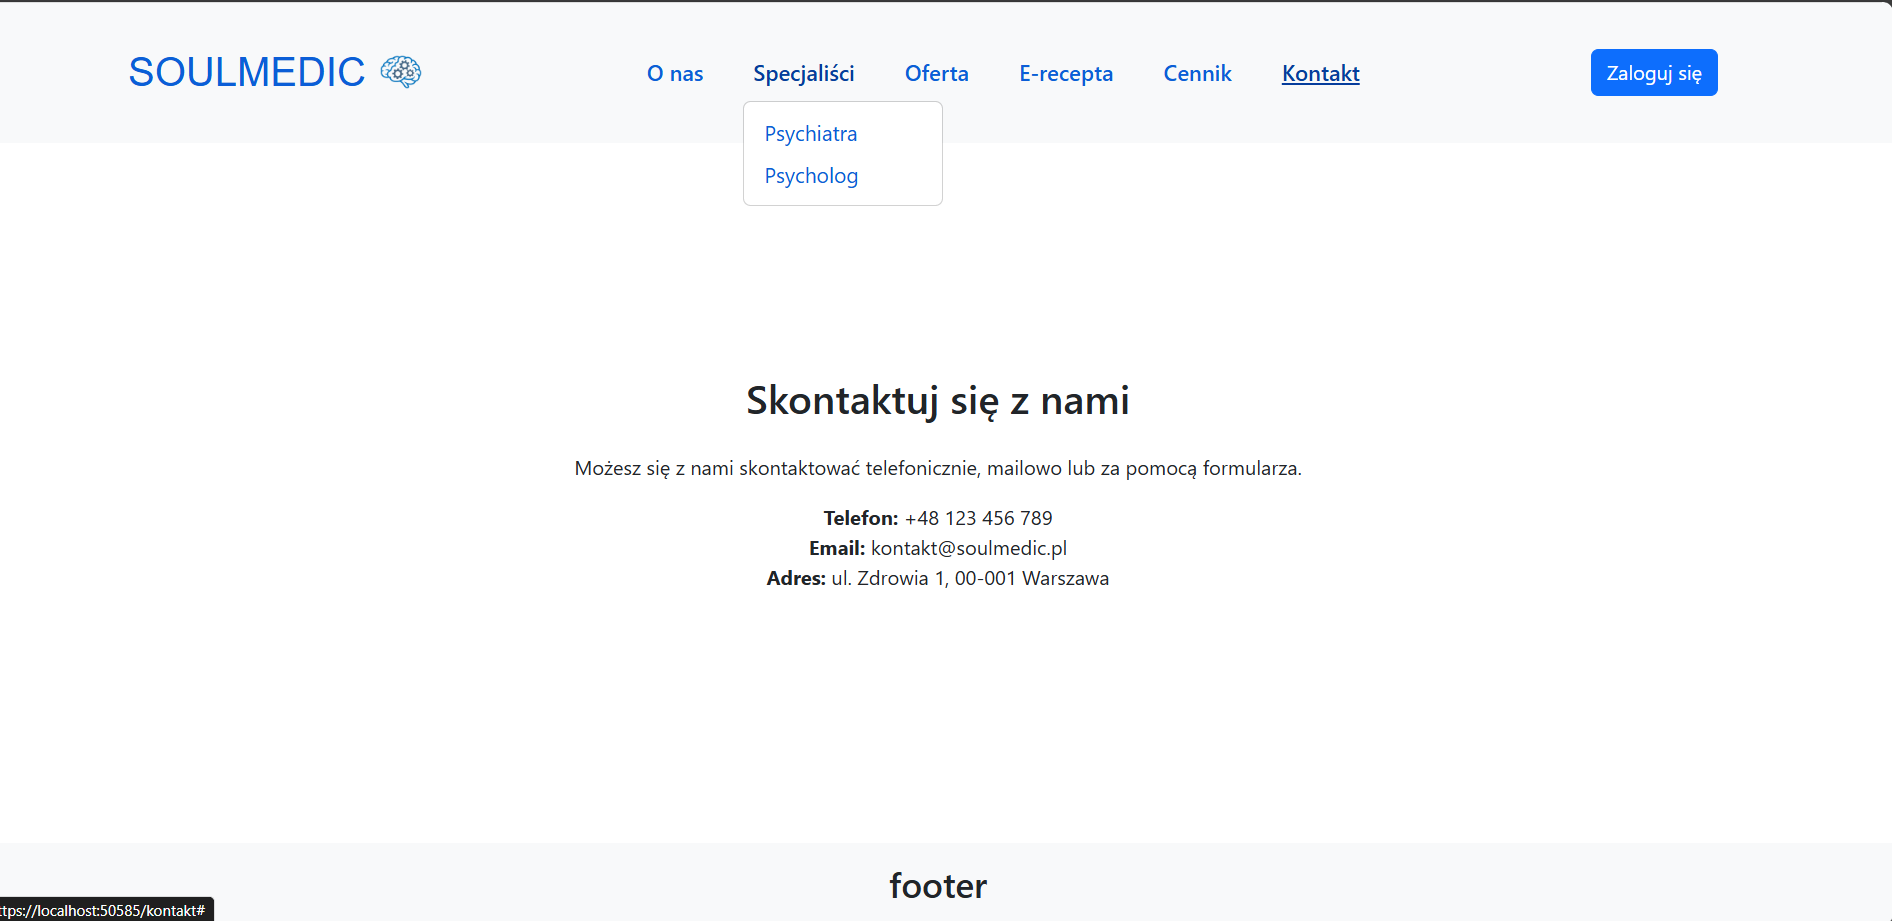 SOULMEDIC
O nas Specjaliści Oferta E-recepta Cennik Kontakt
Zaloguj się
Psychiatra
Psycholog
Skontaktuj się z nami
Możesz się z nami skontaktować telefonicznie, mailowo lub za pomocą formularza.
Telefon: +48 123 456 789
Email: kontakt@soulmedic.pl
Adres: ul. Zdrowia 1, 00-001 Warszawa
footer
ttps://localhost:50585/kontakt#